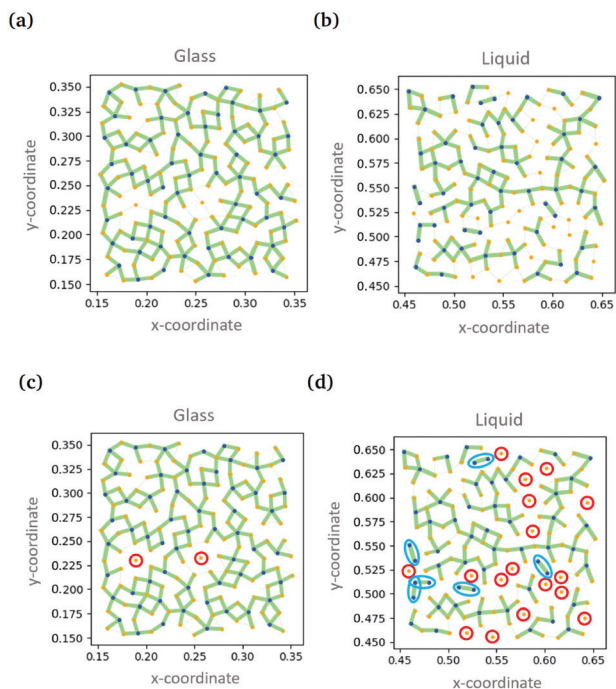 (a)
Glass
0.350
0.325
0.300
0.275
0.250
0.225
0.200
0.175
0.150
y-coordinate
0.15 0.20 0.25 0.30 0.35
x-coordinate
(b)
Liquid
0.650
0.625
0.600
0.575
0.550
0.525
0.500
0.475
0.450
y-coordinate
0.45 0.50 0.55 0.60 0.65
x-coordinate
(c)
Glass
0.350
0.325
0.300
0.275
0.250
0.225
0.200
0.175
0.150
y-coordinate
0.15 0.20 0.25 0.30 0.35
x-coordinate
(d)
Liquid
0.650
0.625
0.600
0.575
0.550
0.525
0.500
0.475
0.450
y-coordinate
0.45 0.50 0.55 0.60 0.65
x-coordinate